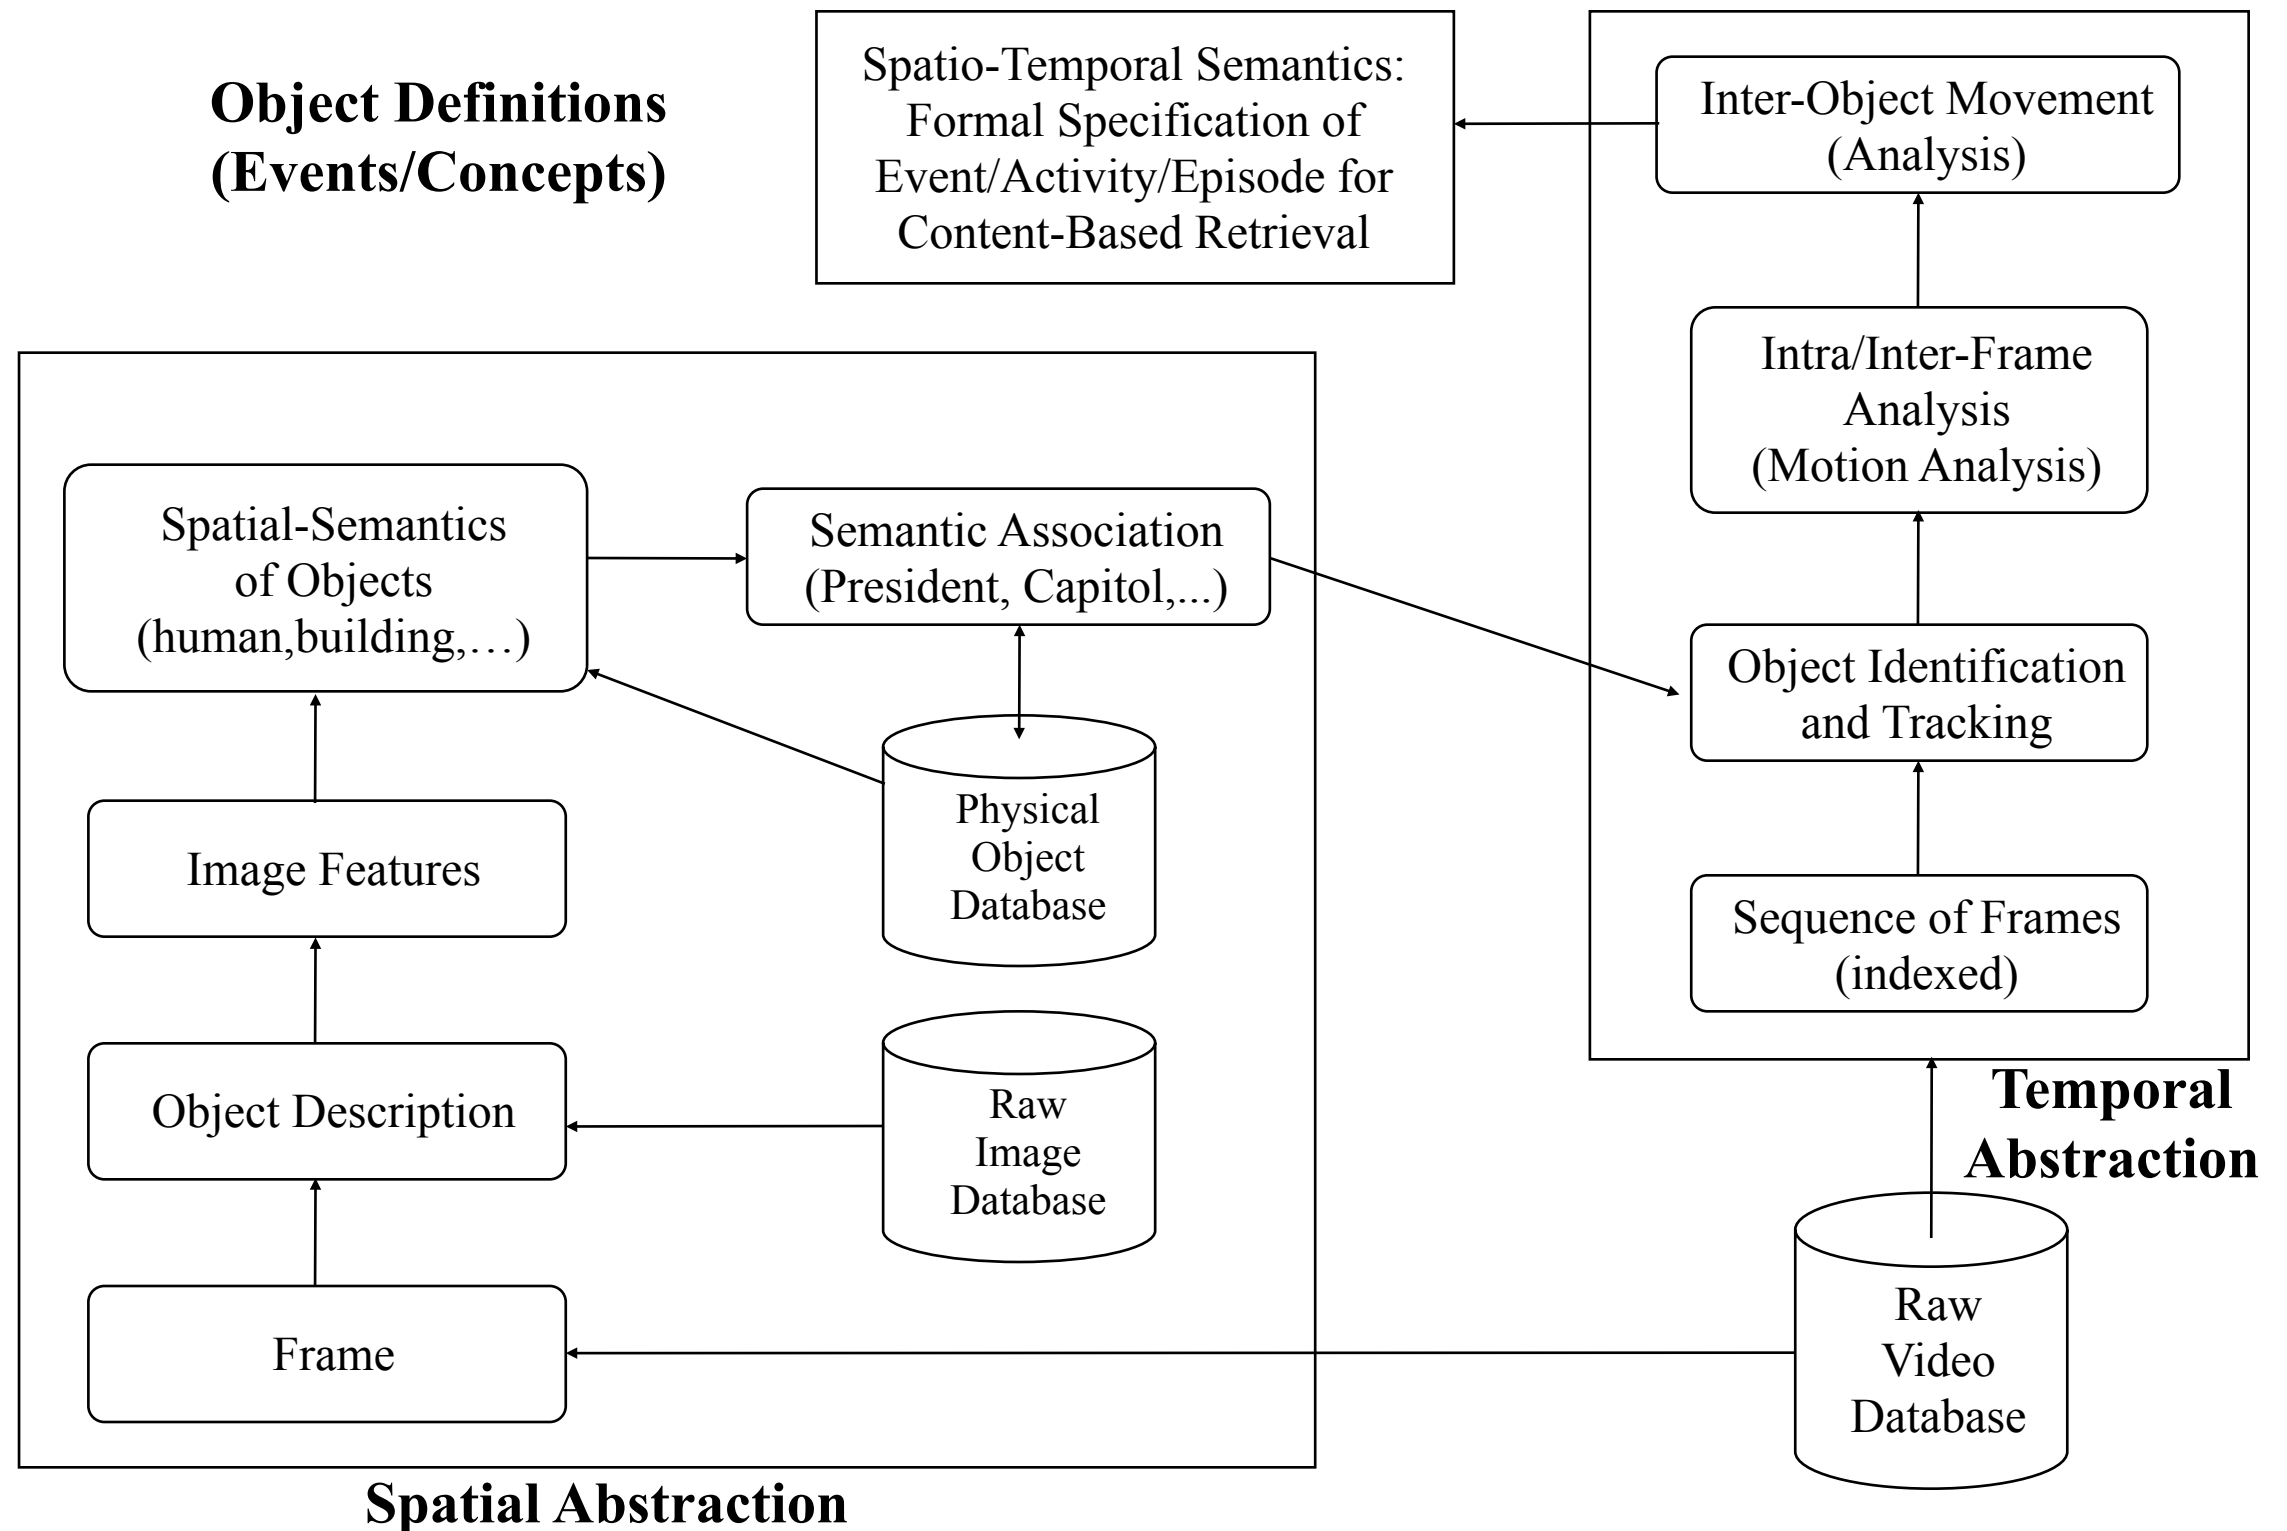 Object Definitions
(Events/Concepts)
Spatio-Temporal Semantics:
Formal Specification of
Event/Activity/Episode for
Content-Based Retrieval
Inter-Object Movement
(Analysis)
Intra/Inter-Frame
Analysis
(Motion Analysis)
Object Identification
and Tracking
Sequence of Frames
(indexed)
Temporal
Abstraction
Spatial-Semantics
of Objects
(human,building,…)
Semantic Association
(President, Capitol,...)
Physical
Object
Database
Image Features
Object Description
Raw
Image
Database
Frame
Raw
Video
Database
Spatial Abstraction